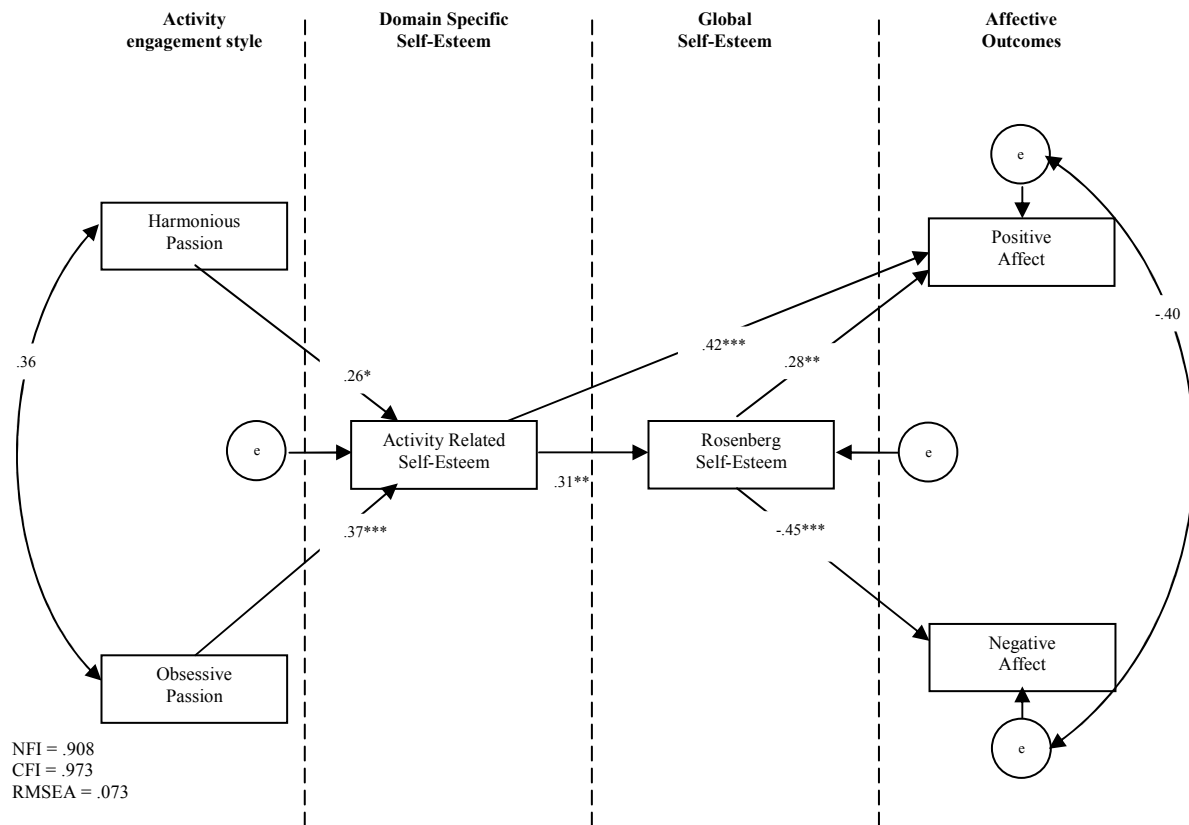 Activity
engagement style
Domain Specific
Self-Esteem
Global
Self-Esteem
Affective
Outcomes
e
Harmonious
Passion
Positive
Affect
-.40
.42***
.36
.28**
.26*
e
Activity Related
Self-Esteem
Rosenberg
Self-Esteem
e
.31**
.37***
-.45***
Obsessive
Passion
Negative
Affect
e
NFI = .908
CFI = .973
RMSEA = .073